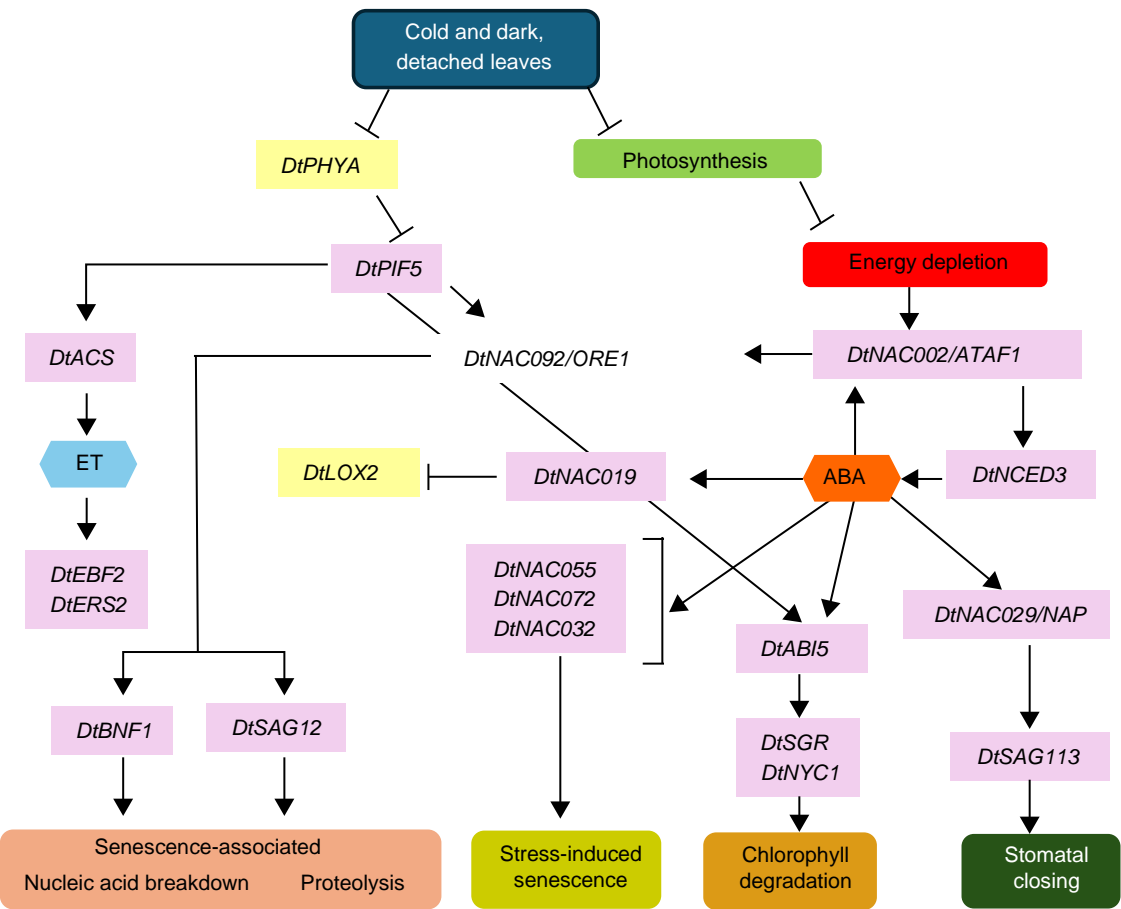 Cold and dark,
detached leaves
DtPHYA
Photosynthesis
DtPIF5
Energy depletion
DtACS
DtNAC092/ORE1
DtNAC002/ATAF1
ET
DtLOX2
DtNAC019
ABA
DtNCED3
DtEBF2
DtERS2
DtNAC055
DtNAC072
DtNAC032
DtABI5
DtNAC029/NAP
DtBNF1
DtSAG12
DtSGR
DtNYC1
DtSAG113
Senescence-associated
Nucleic acid breakdown Proteolysis
Stress-induced
senescence
Chlorophyll
degradation
Stomatal
closing